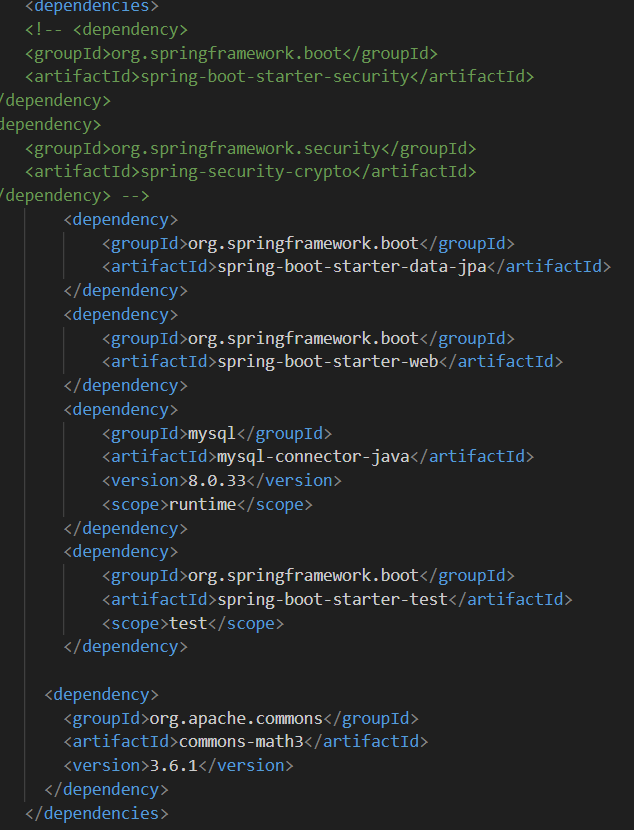 <dependencies>
<!-- <dependency>
<groupId>org.springframework.boot</groupId>
<artifactId>spring-boot-starter-security</artifactId>
/dependency>
dependency>
<groupId>org.springframework.security</groupId>
<artifactId>spring-security-crypto</artifactId>
/dependency> -->
<dependency>
<groupId>org.springframework.boot</groupId>
<artifactId>spring-boot-starter-data-jpa</artifactId>
</dependency>
<dependency>
<groupId>org.springframework.boot</groupId>
<artifactId>spring-boot-starter-web</artifactId>
</dependency>
<dependency>
<groupId>mysql</groupId>
<artifactId>mysql-connector-java</artifactId>
<version>8.0.33</version>
<scope>runtime</scope>
</dependency>
<dependency>
<groupId>org.springframework.boot</groupId>
<artifactId>spring-boot-starter-test</artifactId>
<scope>test</scope>
</dependency>
<dependency>
<groupId>org.apache.commons</groupId>
<artifactId>commons-math3</artifactId>
<version>3.6.1</version>
</dependency>
</dependencies>